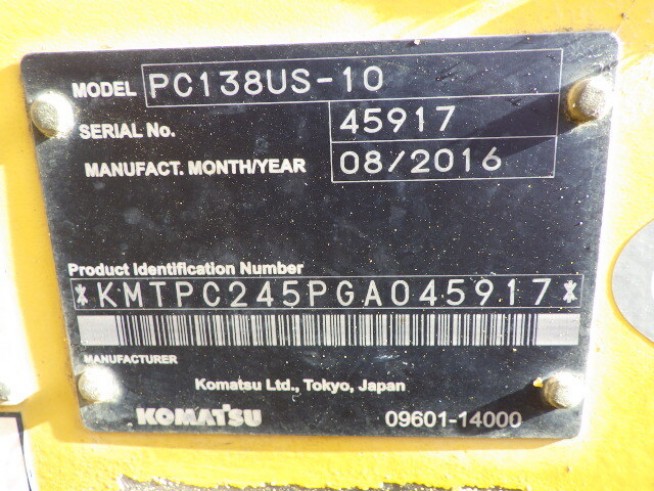 MODEL PC138US-10
SERIAL No. 45917
MANUFACT. MONTH/YEAR 08/2016
Product Identification Number
*KMTPC245PGA045917*
MANUFACTURER
Komatsu Ltd., Tokyo, Japan
KOMATSU 09601-14000